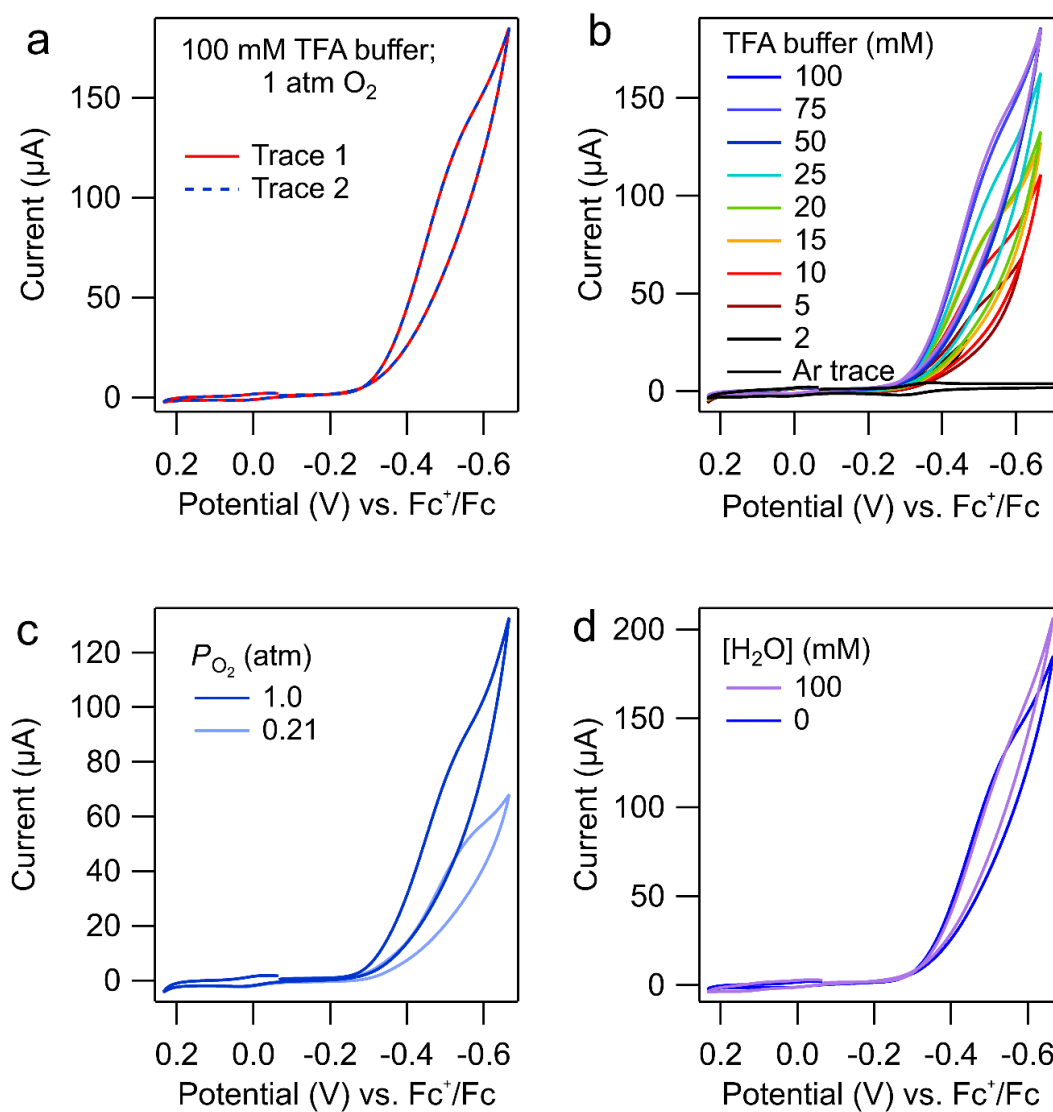 a
100 mM TFA buffer;
1 atm O₂
Trace 1
Trace 2
150
100
50
0
Current (µA)
0.2 0.0 -0.2 -0.4 -0.6
Potential (V) vs. Fc⁺/Fc
b
TFA buffer (mM)
100
75
50
25
20
15
10
5
2
Ar trace
150
100
50
0
Current (µA)
0.2 0.0 -0.2 -0.4 -0.6
Potential (V) vs. Fc⁺/Fc
c
P_O₂ (atm)
1.0
0.21
120
100
80
60
40
20
0
Current (µA)
0.2 0.0 -0.2 -0.4 -0.6
Potential (V) vs. Fc⁺/Fc
d
[H₂O] (mM)
100
0
200
150
100
50
0
Current (µA)
0.2 0.0 -0.2 -0.4 -0.6
Potential (V) vs. Fc⁺/Fc